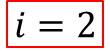 i = 2